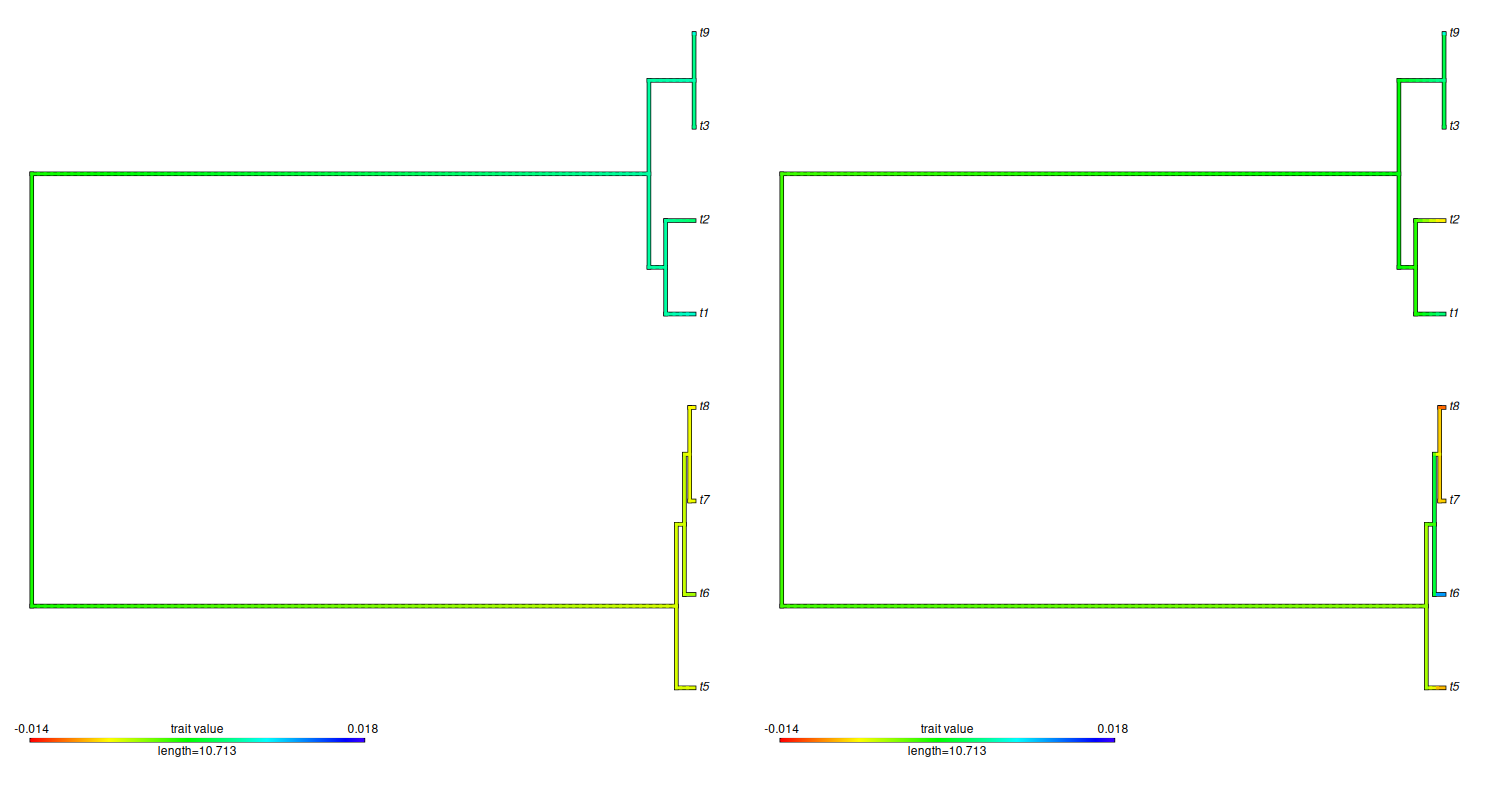 t9
t3
t2
t1
t8
t7
t6
t5
-0.014 trait value 0.018
length=10.713
t9
t3
t2
t1
t8
t7
t6
t5
-0.014 trait value 0.018
length=10.713